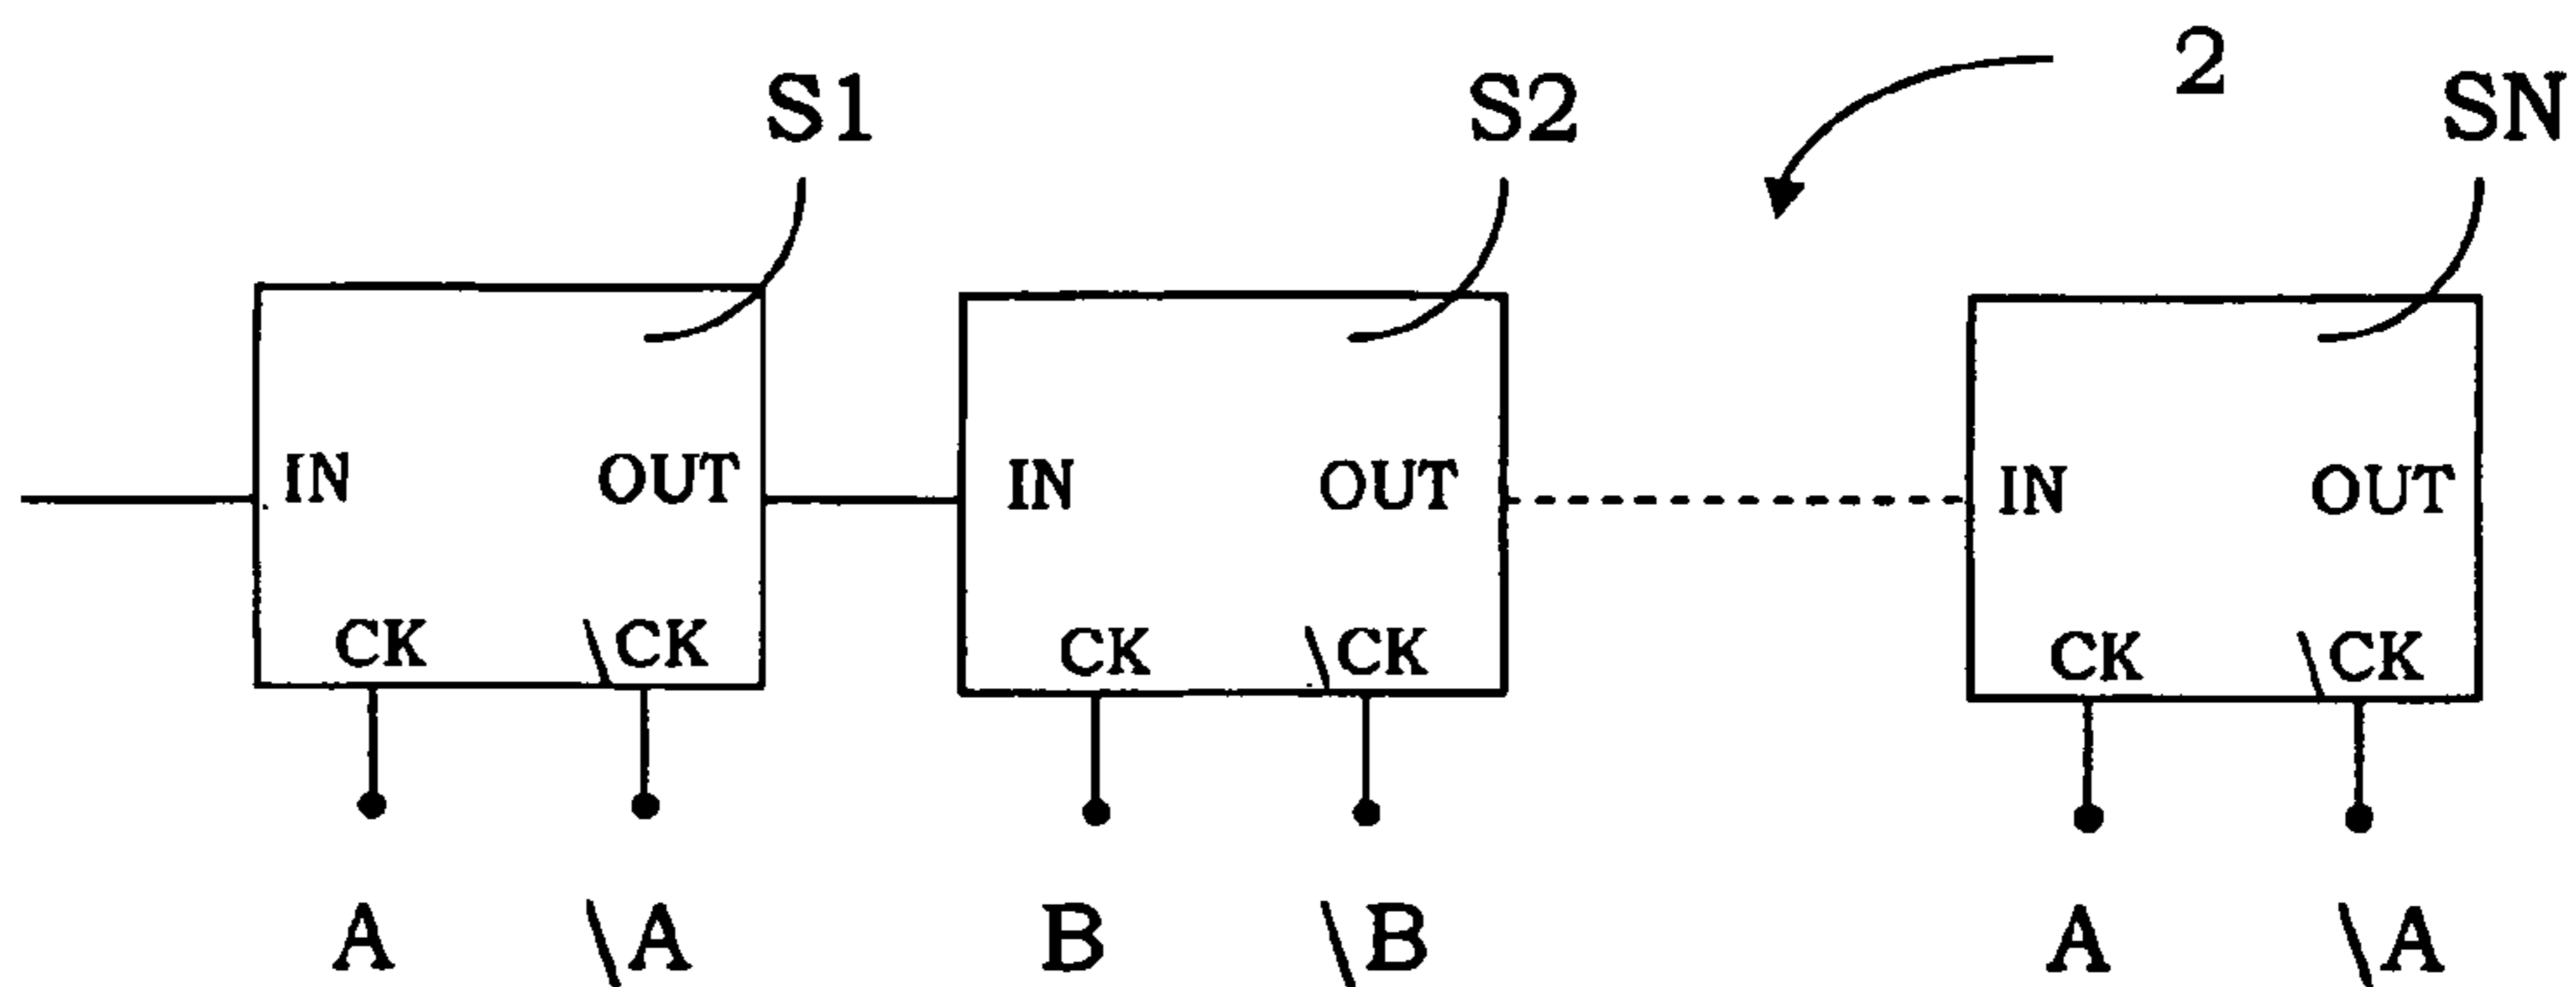 S1 S2 2 SN
IN OUT IN OUT IN OUT
CK \CK CK \CK CK \CK
A \A B \B A \A